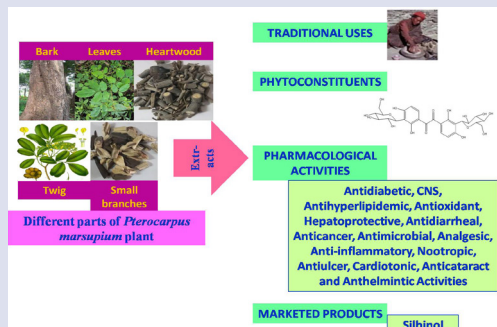 Bark Leaves Heartwood
Twig Small
branches
Different parts of Pterocarpus
marsupium plant
Extr-
acts
TRADITIONAL USES
PHYTOCONSTITUENTS
PHARMACOLOGICAL
ACTIVITIES
Antidiabetic, CNS,
Antihyperlipidemic, Antioxidant,
Hepatoprotective, Antidiarrheal,
Anticancer, Antimicrobial, Analgesic,
Anti-inflammatory, Nootropic,
Antiulcer, Cardiotonic, Anticataract
and Anthelmintic Activities
MARKETED PRODUCTS
Silbinol